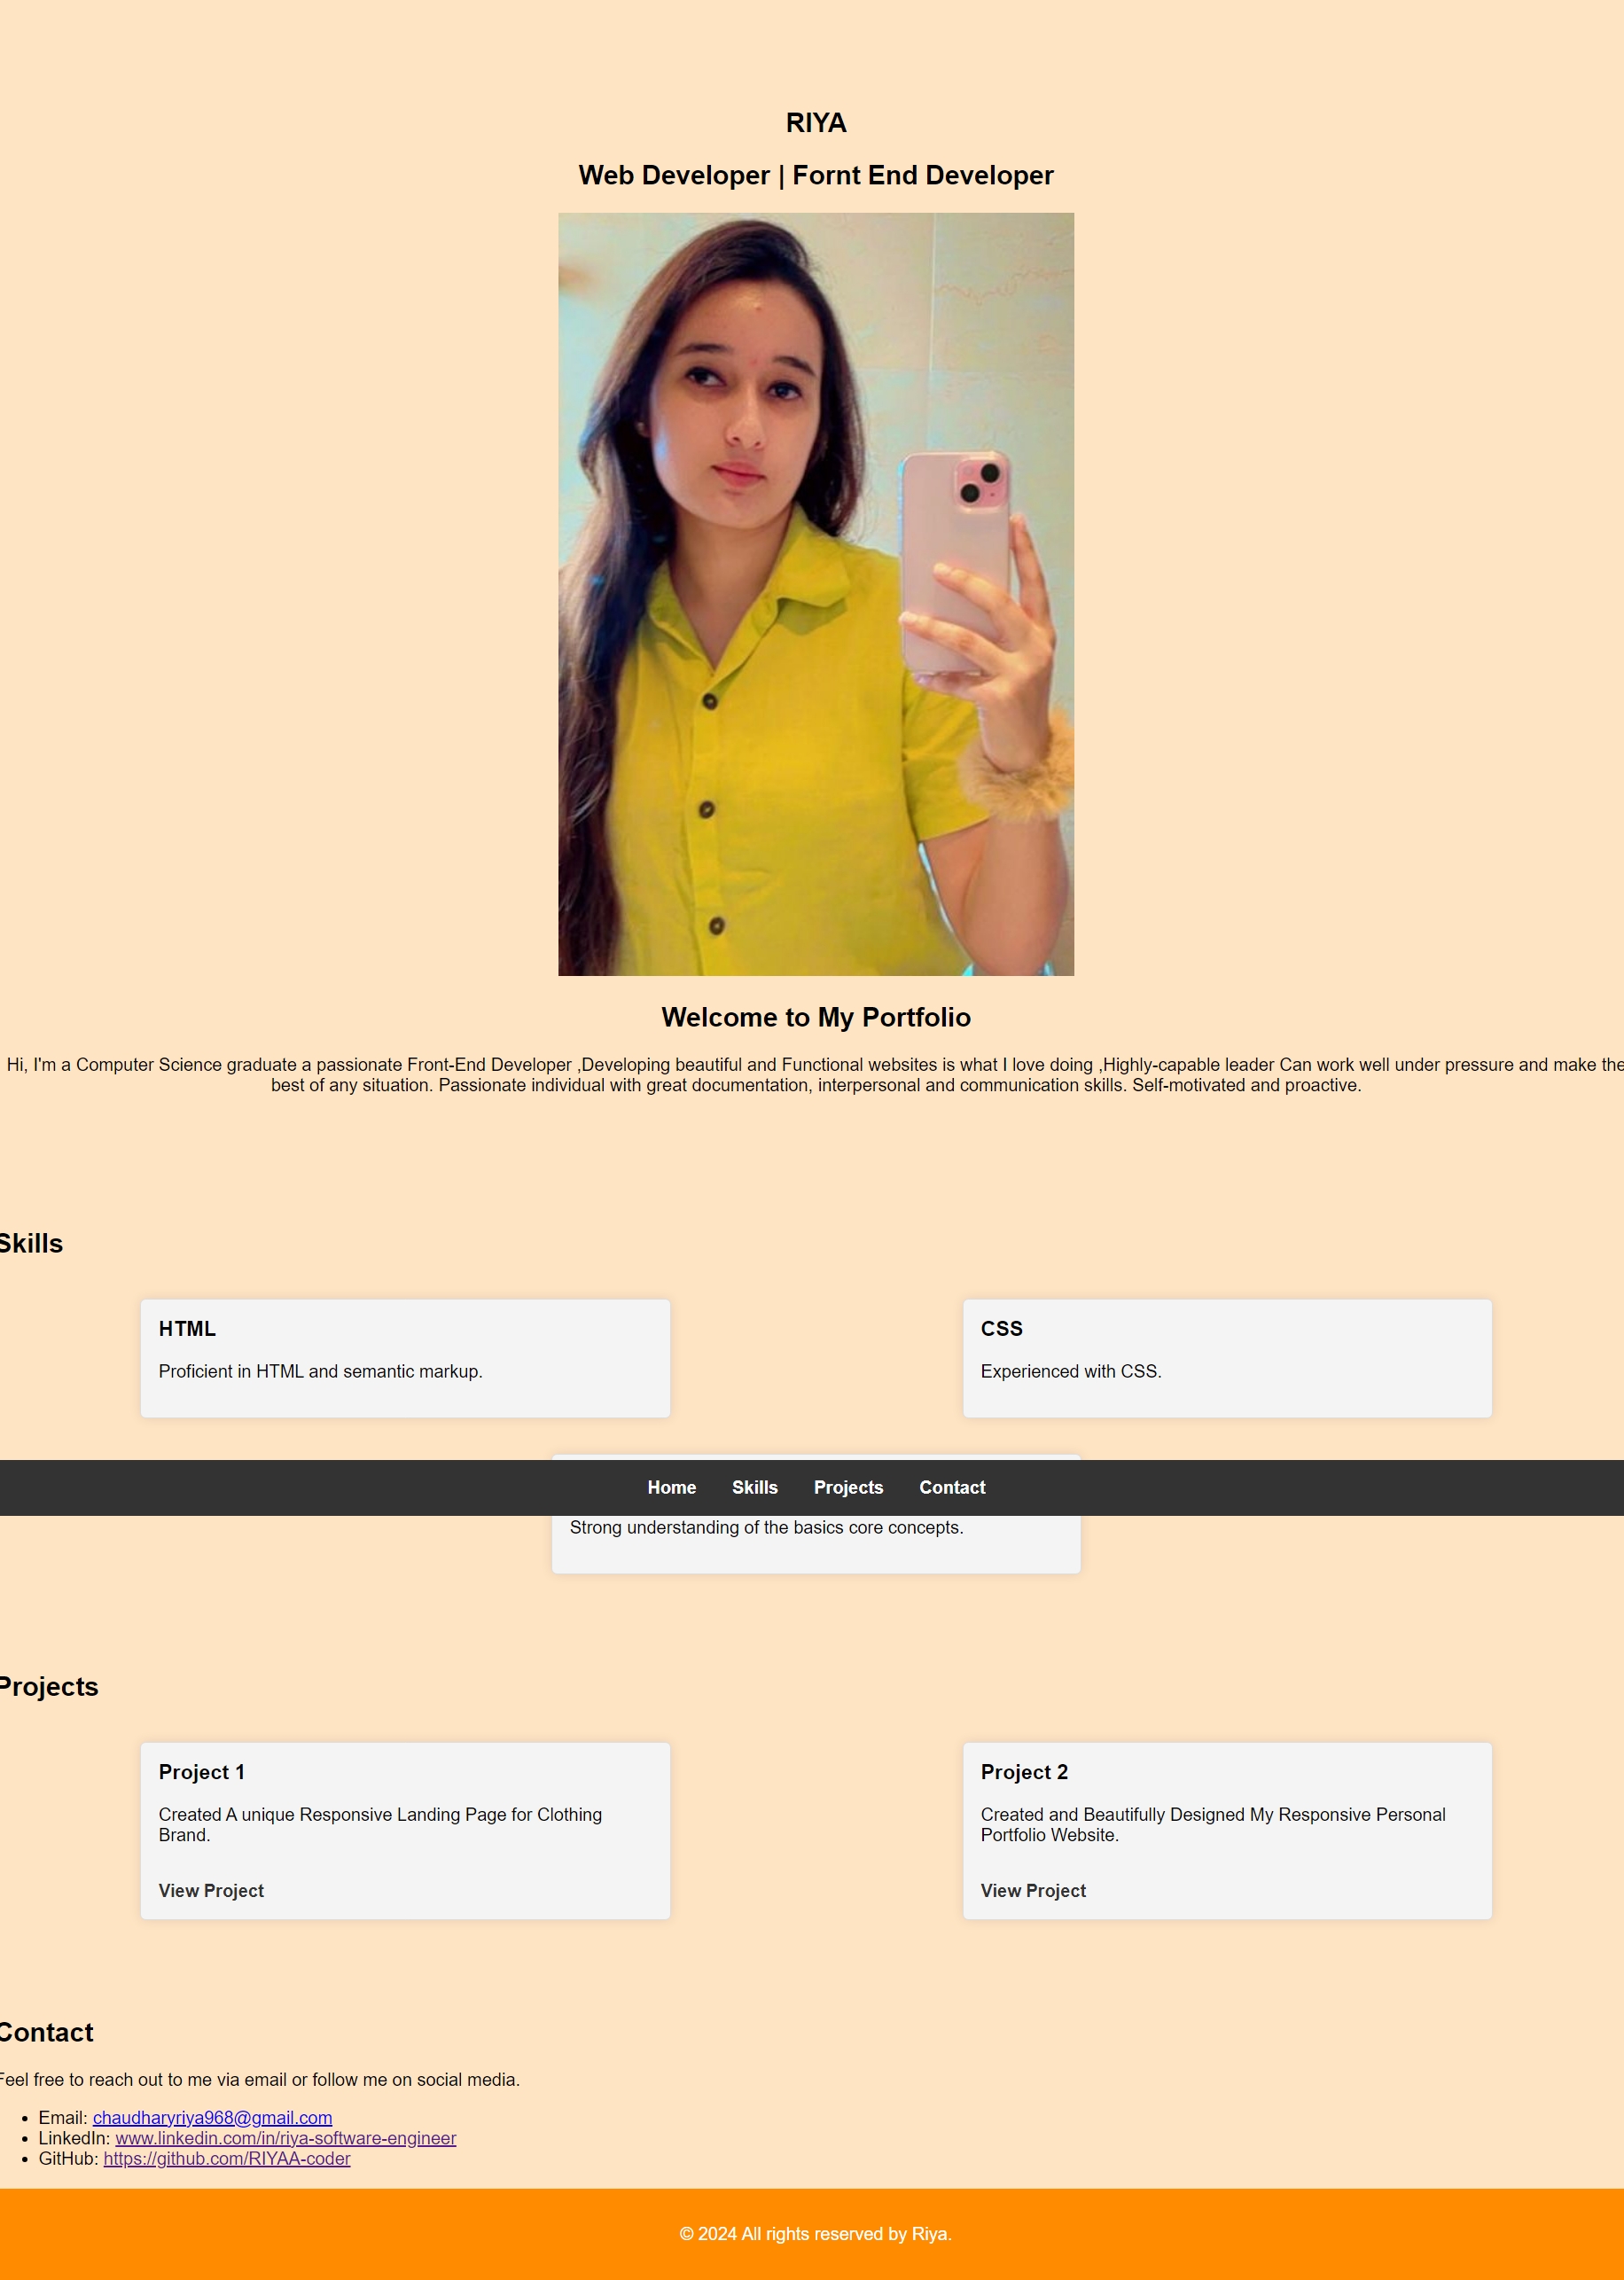 RIYA
Web Developer | Fornt End Developer
Welcome to My Portfolio
Hi, I'm a Computer Science graduate a passionate Front-End Developer ,Developing beautiful and Functional websites is what I love doing ,Highly-capable leader Can work well under pressure and make the
best of any situation. Passionate individual with great documentation, interpersonal and communication skills. Self-motivated and proactive.
Skills
HTML
Proficient in HTML and semantic markup.
CSS
Experienced with CSS.
Home Skills Projects Contact
Strong understanding of the basics core concepts.
Projects
Project 1
Created A unique Responsive Landing Page for Clothing
Brand.
View Project
Project 2
Created and Beautifully Designed My Responsive Personal
Portfolio Website.
View Project
Contact
Feel free to reach out to me via email or follow me on social media.
• Email: chaudharyriya968@gmail.com
• LinkedIn: www.linkedin.com/in/riya-software-engineer
• GitHub: https://github.com/RIYAA-coder
© 2024 All rights reserved by Riya.